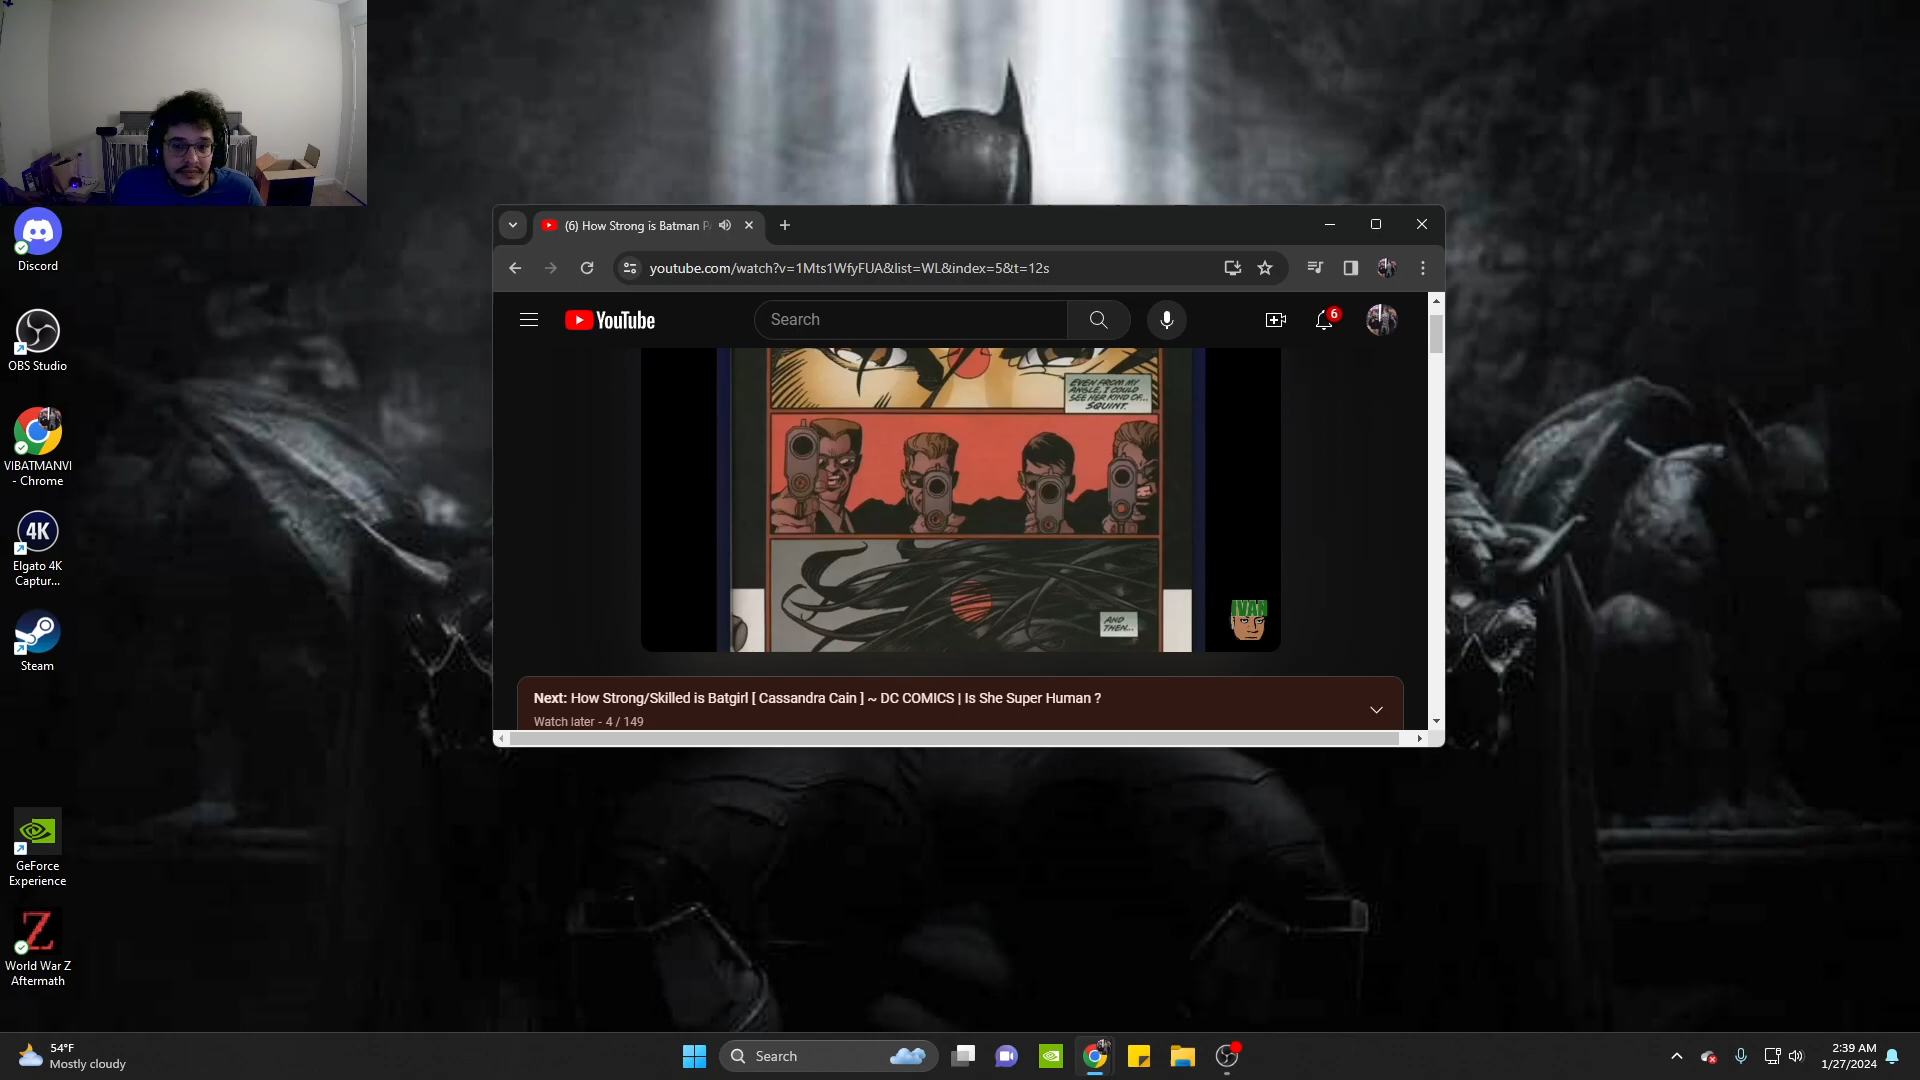 Discord
OBS Studio
VIBATMANVI
- Chrome
4K
Elgato 4K
Captur...
Steam
GeForce
Experience
Z
World War Z
Aftermath
(6) How Strong is Batman P
youtube.com/watch?v=1Mts1WfyFUA&list=WL&index=5&t=12s
YouTube
Search
6
EVEN FROM MY
ANGLE, I COULD
SEE HER KIND OF...
SQUINT.
AND
THEN...
IVAN
Next: How Strong/Skilled is Batgirl [ Cassandra Cain ] ~ DC COMICS | Is She Super Human ?
Watch later - 4 / 149
54°F
Mostly cloudy
Search
2:39 AM
1/27/2024